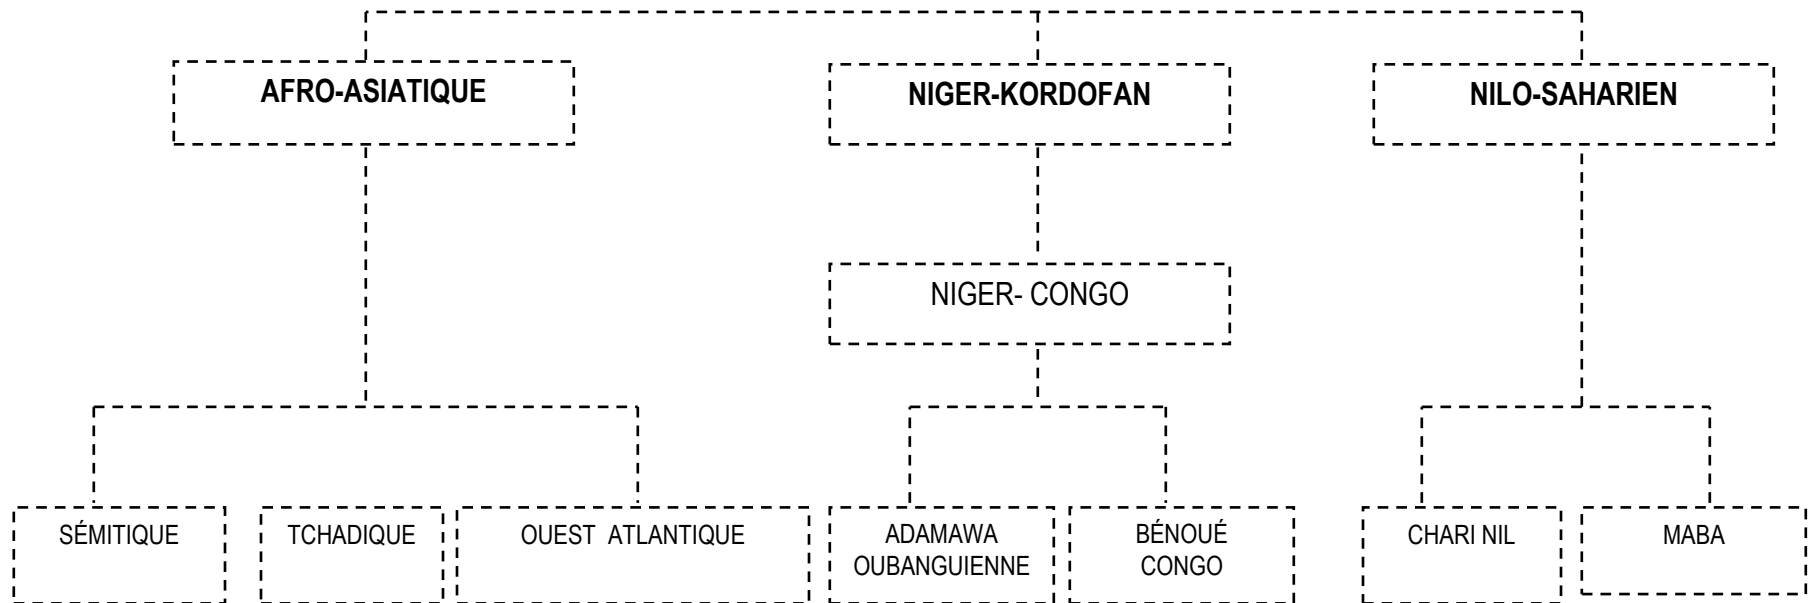 AFRO-ASIATIQUE
NIGER-KORDOFAN
NILO-SAHARIEN
NIGER- CONGO
SÉMITIQUE
TCHADIQUE
OUEST ATLANTIQUE
ADAMAWA
OUBANGUIENNE
BÉNOUÉ
CONGO
CHARI NIL
MABA